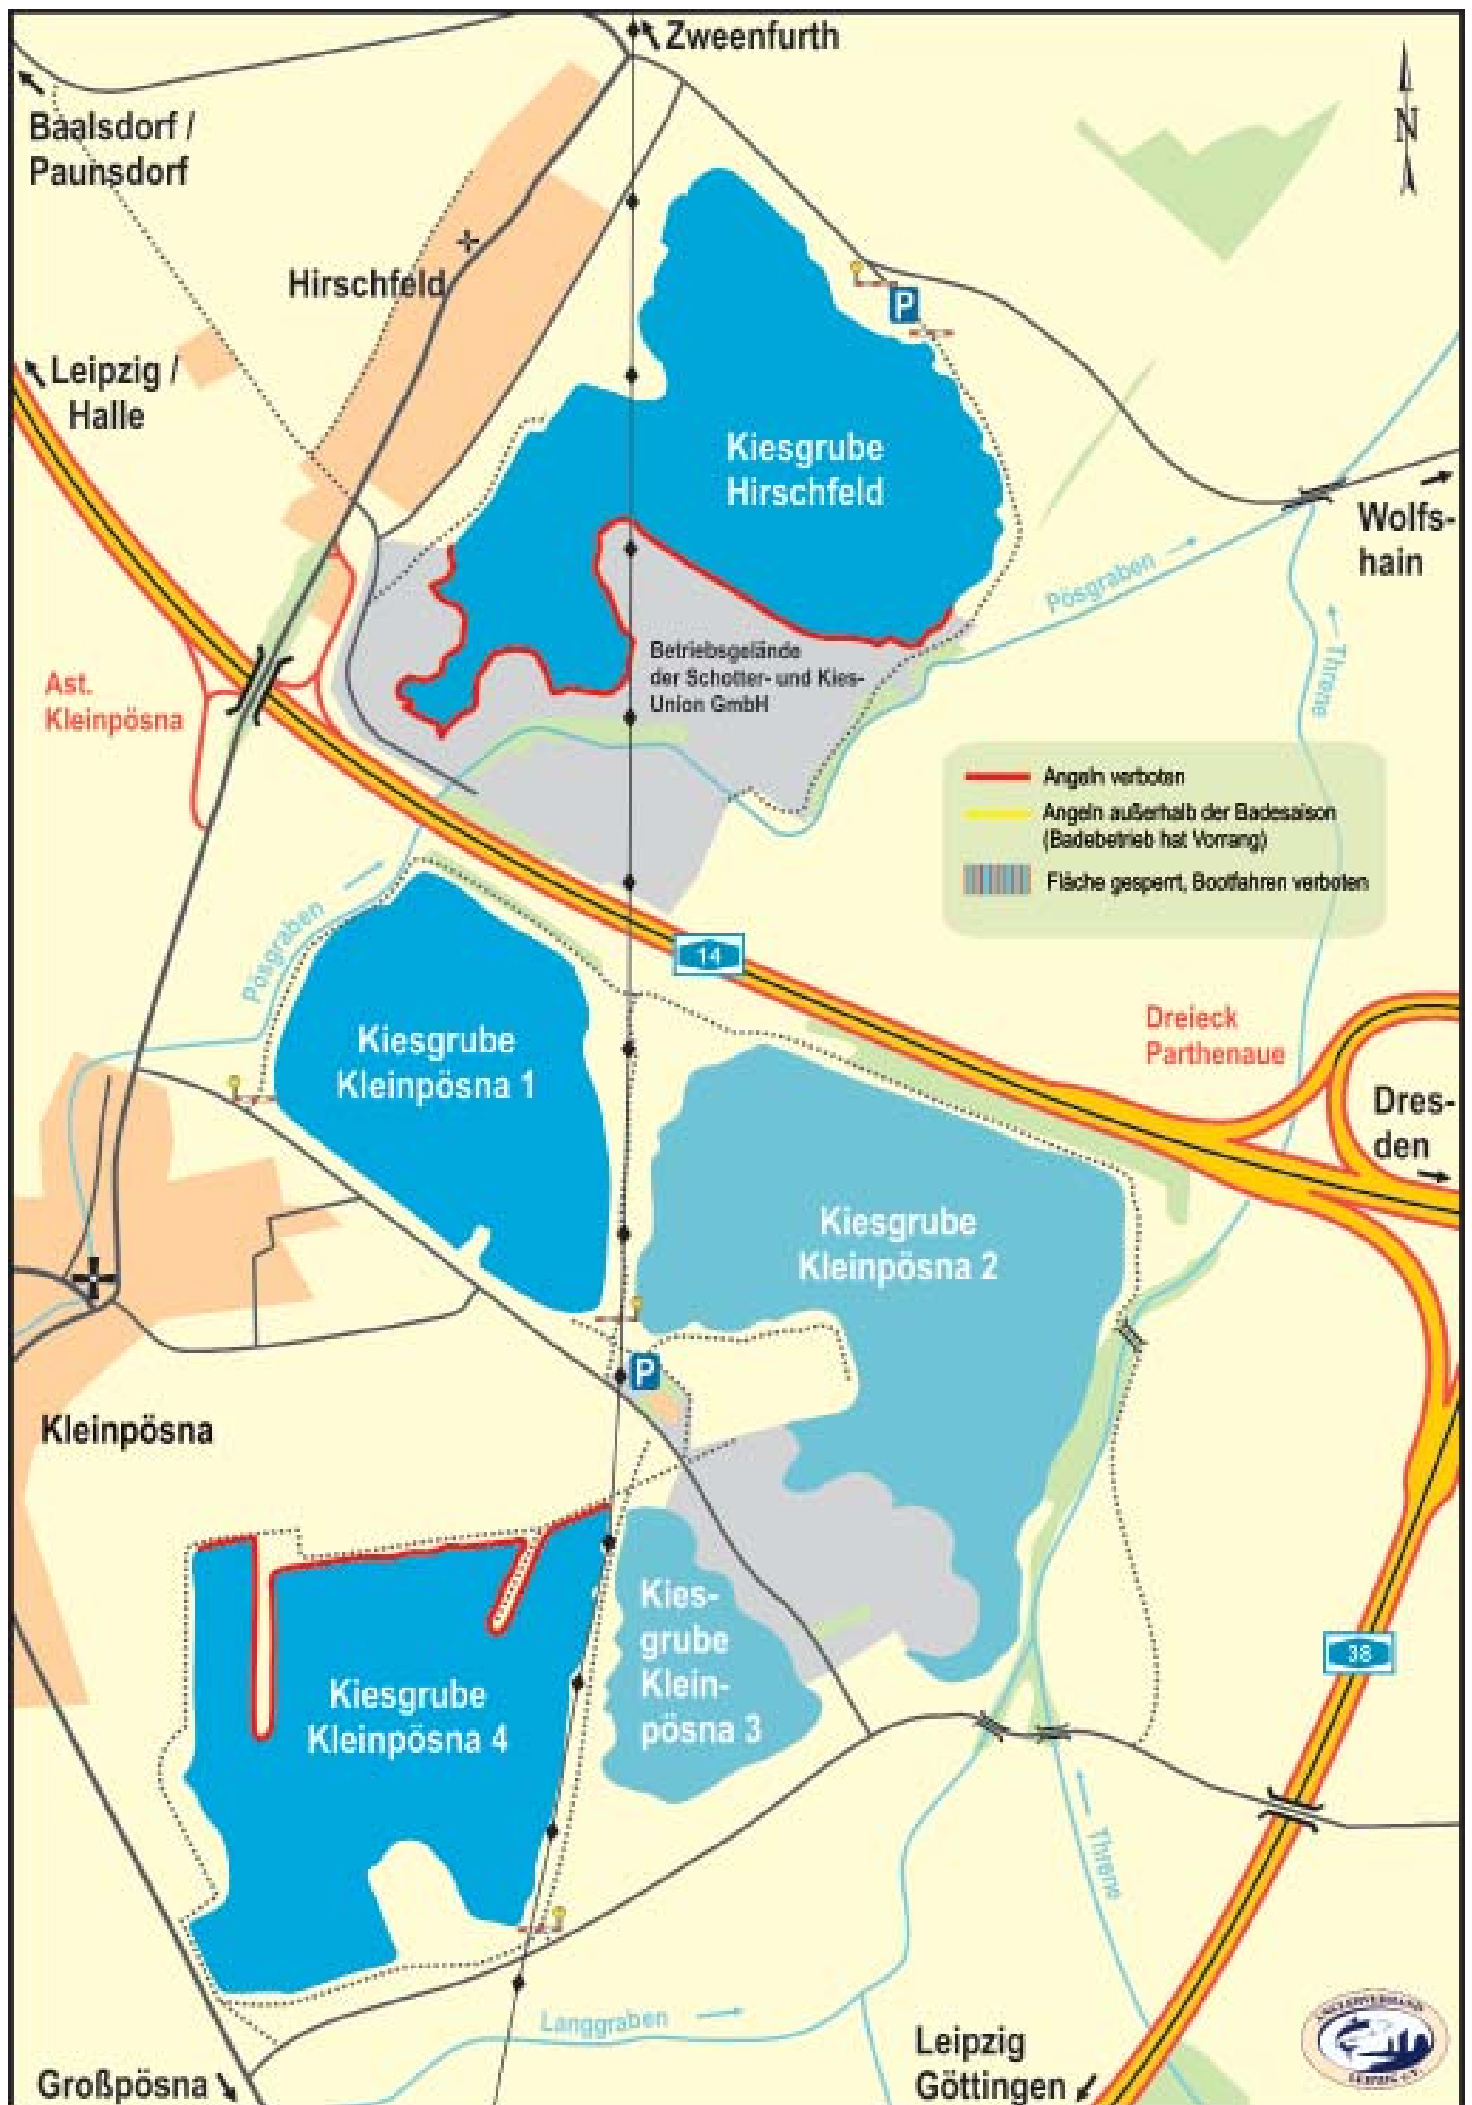 Zweenfurth
Baalsdorf /
Paunsdorf
N
Hirschfeld
Leipzig /
Halle
P
Kiesgrube
Hirschfeld
Wolfs-
hain
Pösgraben
Threne
Betriebsgelände
der Schotter- und Kies-
Union GmbH
Ast.
Kleinpösna
Angeln verboten
Angeln außerhalb der Badesaison
(Badebetrieb hat Vorrang)
Fläche gesperrt, Bootfahren verboten
Pösgraben
14
Dreieck
Parthenaue
Kiesgrube
Kleinpösna 1
Dres-
den
Kiesgrube
Kleinpösna 2
P
Kleinpösna
Kies-
grube
Klein-
pösna 3
38
Kiesgrube
Kleinpösna 4
Threne
Langgraben
Leipzig
Göttingen
Großpösna
LEIPZIG e.V.